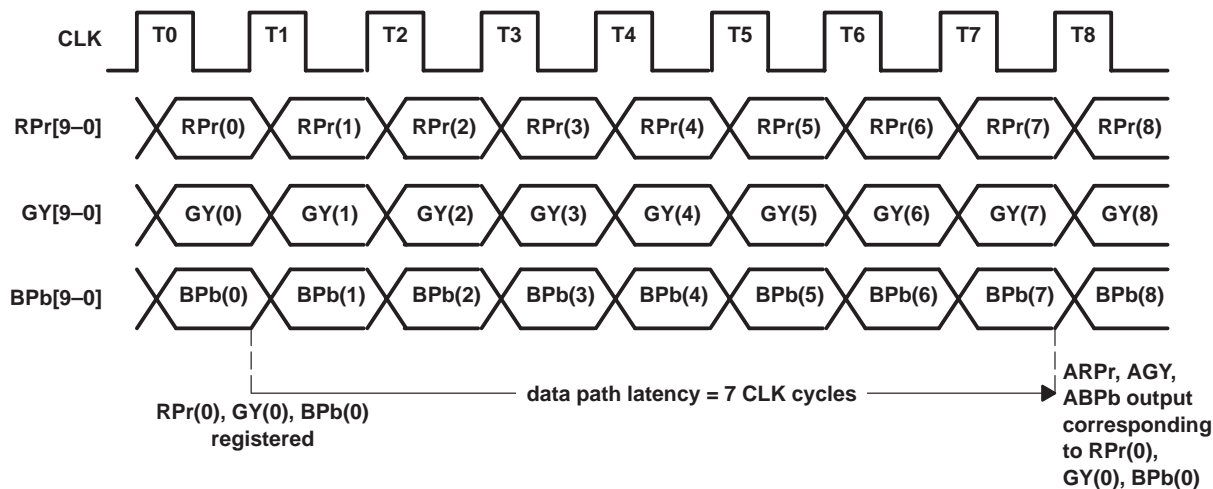 CLK T0 T1 T2 T3 T4 T5 T6 T7 T8
RPr[9–0] RPr(0) RPr(1) RPr(2) RPr(3) RPr(4) RPr(5) RPr(6) RPr(7) RPr(8)
GY[9–0] GY(0) GY(1) GY(2) GY(3) GY(4) GY(5) GY(6) GY(7) GY(8)
BPb[9–0] BPb(0) BPb(1) BPb(2) BPb(3) BPb(4) BPb(5) BPb(6) BPb(7) BPb(8)
RPr(0), GY(0), BPb(0)
registered
data path latency = 7 CLK cycles
ARPr, AGY,
ABPb output
corresponding
to RPr(0),
GY(0), BPb(0)